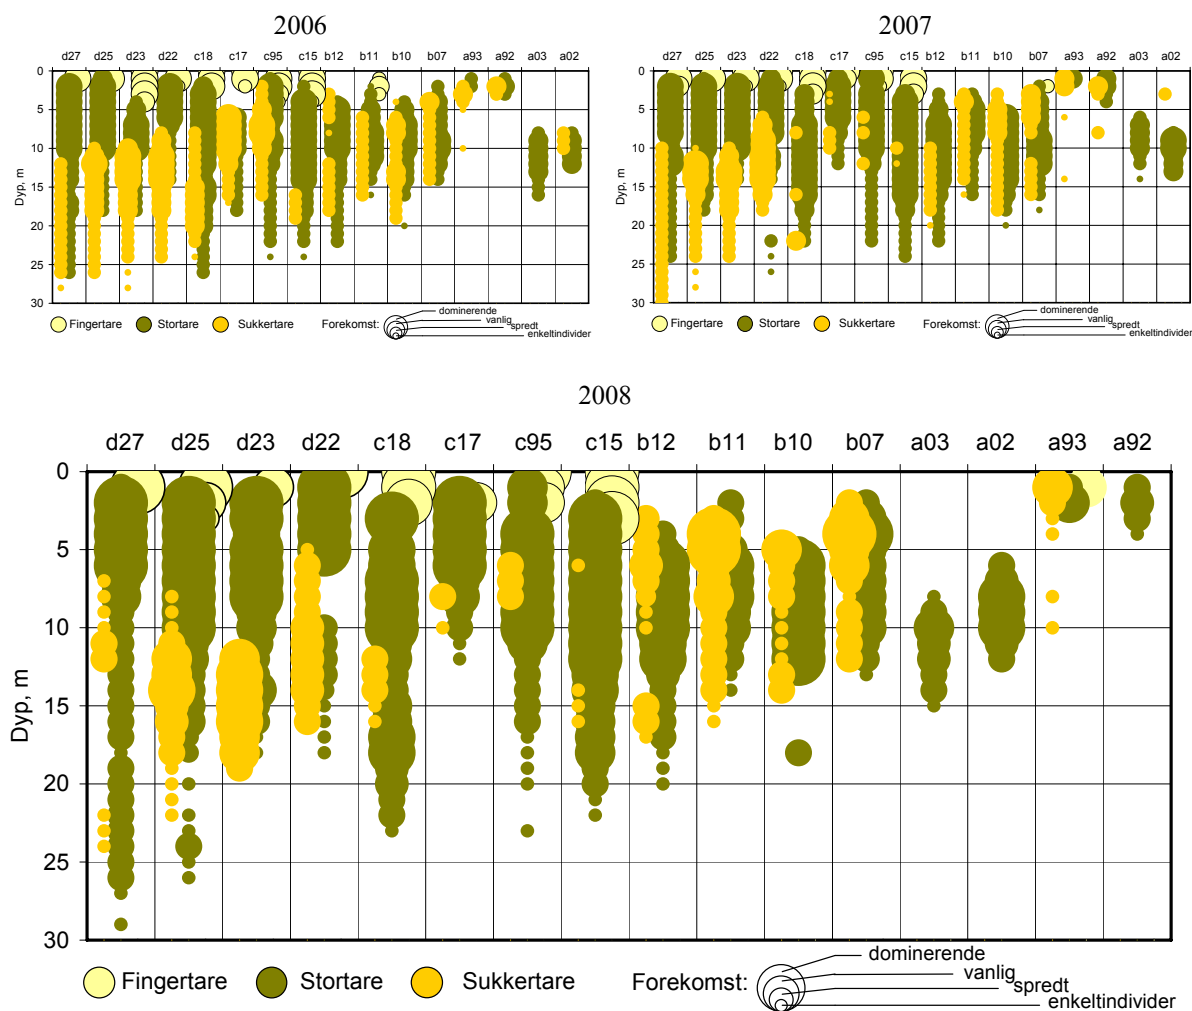 2006
d27 d25 d23 d22 c18 c17 c95 c15 b12 b11 b10 b07 a93 a92 a03 a02
0
5
10
15
20
25
30
Dyp, m
Fingertare Stortare Sukkertare Forekomst: dominerende vanlig spredt enkeltindivider
2007
d27 d25 d23 d22 c18 c17 c95 c15 b12 b11 b10 b07 a93 a92 a03 a02
0
5
10
15
20
25
30
Dyp, m
Fingertare Stortare Sukkertare Forekomst: dominerende vanlig spredt enkeltindivider
2008
d27 d25 d23 d22 c18 c17 c95 c15 b12 b11 b10 b07 a03 a02 a93 a92
0
5
10
15
20
25
30
Dyp, m
Fingertare Stortare Sukkertare Forekomst: dominerende vanlig spredt enkeltindivider